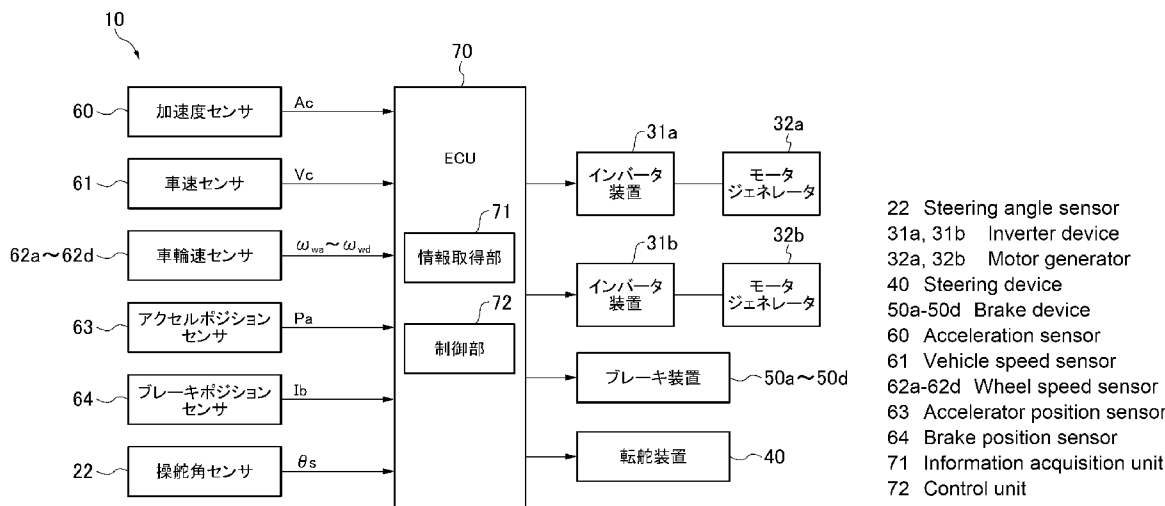 10
70
60
加速度センサ
Ac
61
車速センサ
Vc
ECU
31a
インバータ
装置
32a
モータ
ジェネレータ
62a～62d
車輪速センサ
ωwa～ωwd
71
情報取得部
31b
インバータ
装置
32b
モータ
ジェネレータ
63
アクセルポジション
センサ
Pa
72
制御部
64
ブレーキポジション
センサ
Ib
ブレーキ装置
50a～50d
22
操舵角センサ
θs
転舵装置
40
22 Steering angle sensor
31a, 31b Inverter device
32a, 32b Motor generator
40 Steering device
50a-50d Brake device
60 Acceleration sensor
61 Vehicle speed sensor
62a-62d Wheel speed sensor
63 Accelerator position sensor
64 Brake position sensor
71 Information acquisition unit
72 Control unit